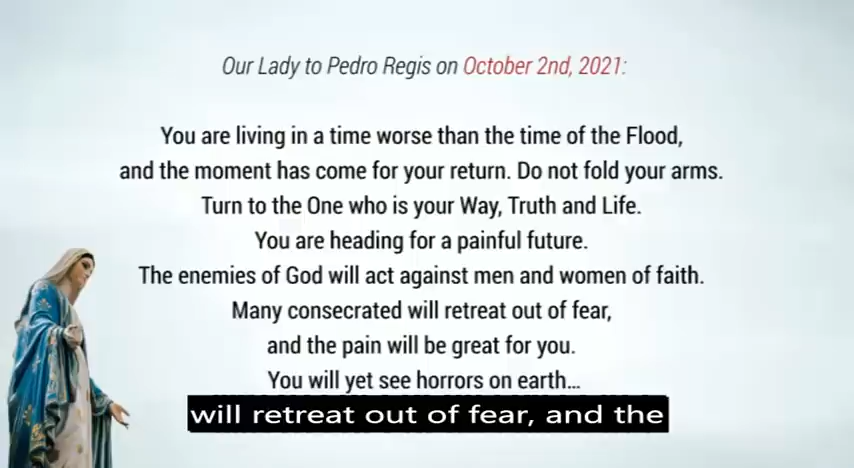 Our Lady to Pedro Regis on October 2nd, 2021:
You are living in a time worse than the time of the Flood,
and the moment has come for your return. Do not fold your arms.
Turn to the One who is your Way, Truth and Life.
You are heading for a painful future.
The enemies of God will act against men and women of faith.
Many consecrated will retreat out of fear,
and the pain will be great for you.
You will yet see horrors on earth…
will retreat out of fear, and the